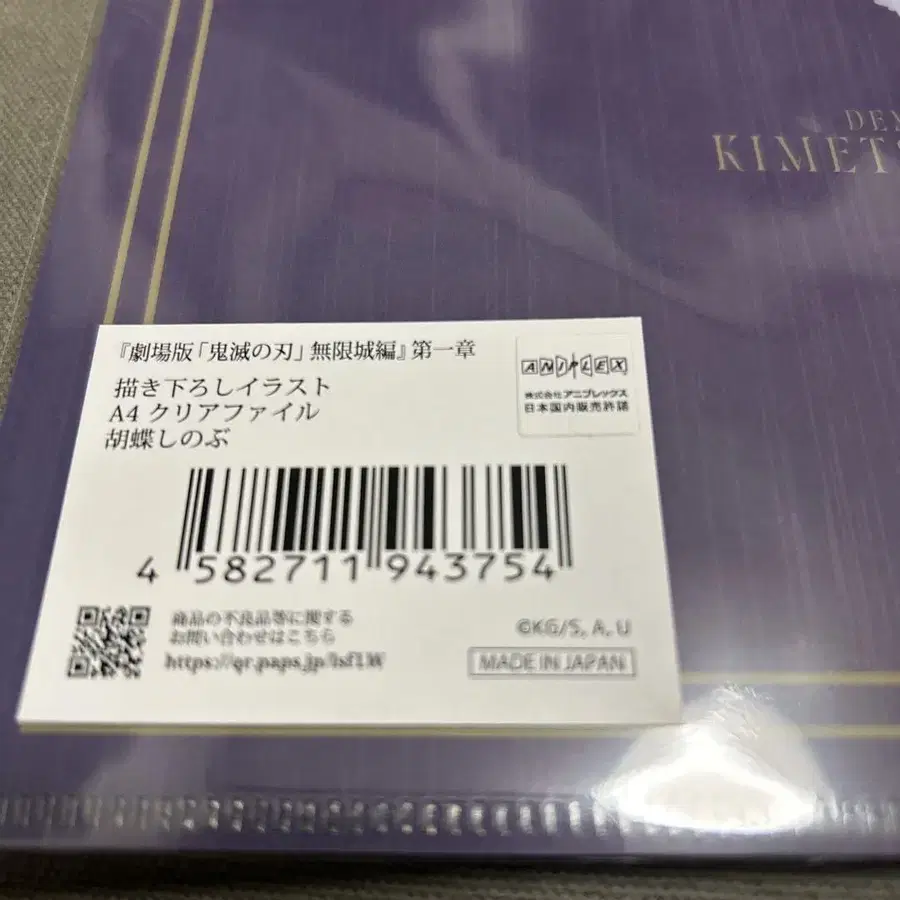 DEM
KIMETS
『劇場版「鬼滅の刃」無限城編』第一章
描き下ろしイラスト
A4 クリアファイル
胡蝶しのぶ
ANIPLEX
株式会社 アニプレックス
日本国内販売許諾
4 582711 943754
商品の不良品等に関する
お問い合わせはこちら
https://qr.paps.jp/lsf1W
©KG/S, A, U
MADE IN JAPAN